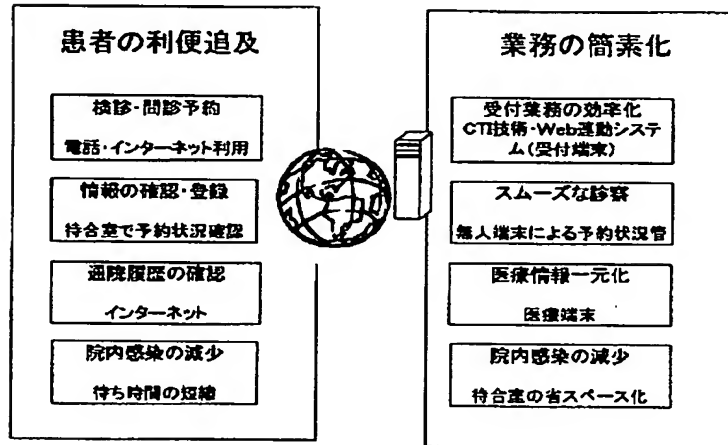 患者の利便追及
検診・問診予約
電話・インターネット利用
情報の確認・登録
待合室で予約状況確認
通院履歴の確認
インターネット
院内感染の減少
待ち時間の短縮
業務の簡素化
受付業務の効率化
CTI技術・Web連動システ
ム(受付端末)
スムーズな診察
無人端末による予約状況管
医療情報一元化
医療端末
院内感染の減少
待合室の省スペース化